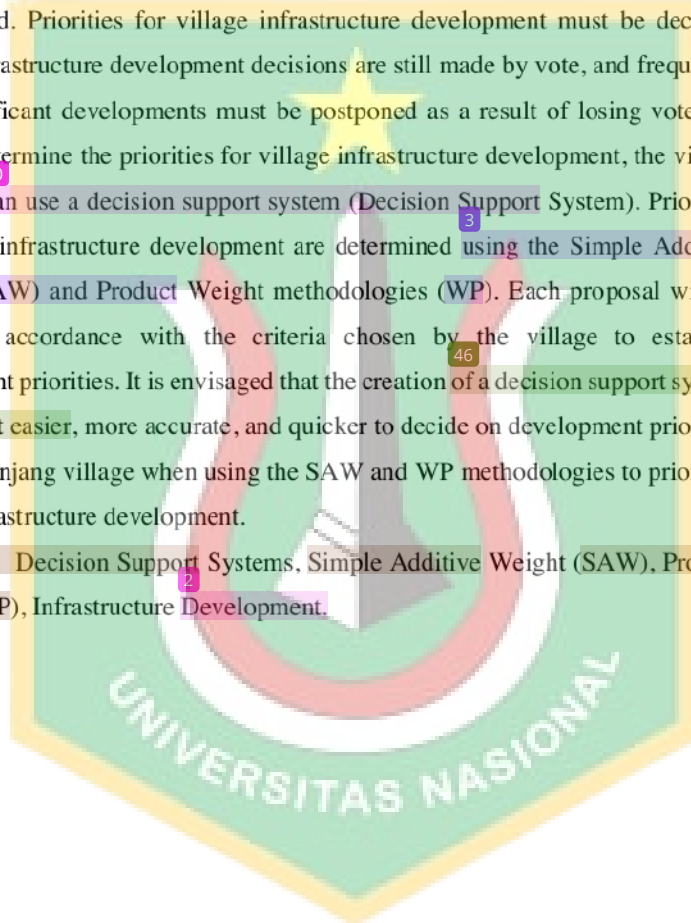 d. Priorities for village infrastructure development must be dec
astructure development decisions are still made by vote, and frequ
ficant developments must be postponed as a result of losing vote
ermine the priorities for village infrastructure development, the vi
an use a decision support system (Decision Support System). Prio
3
infrastructure development are determined using the Simple Add
AW) and Product Weight methodologies (WP). Each proposal w
accordance with the criteria chosen by the village to esta
46
nt priorities. It is envisaged that the creation of a decision support sy
t easier, more accurate, and quicker to decide on development prio
njang village when using the SAW and WP methodologies to prio
astructure development.
Decision Support Systems, Simple Additive Weight (SAW), Pro
2
P), Infrastructure Development.
UNIVERSITAS NASIONAL